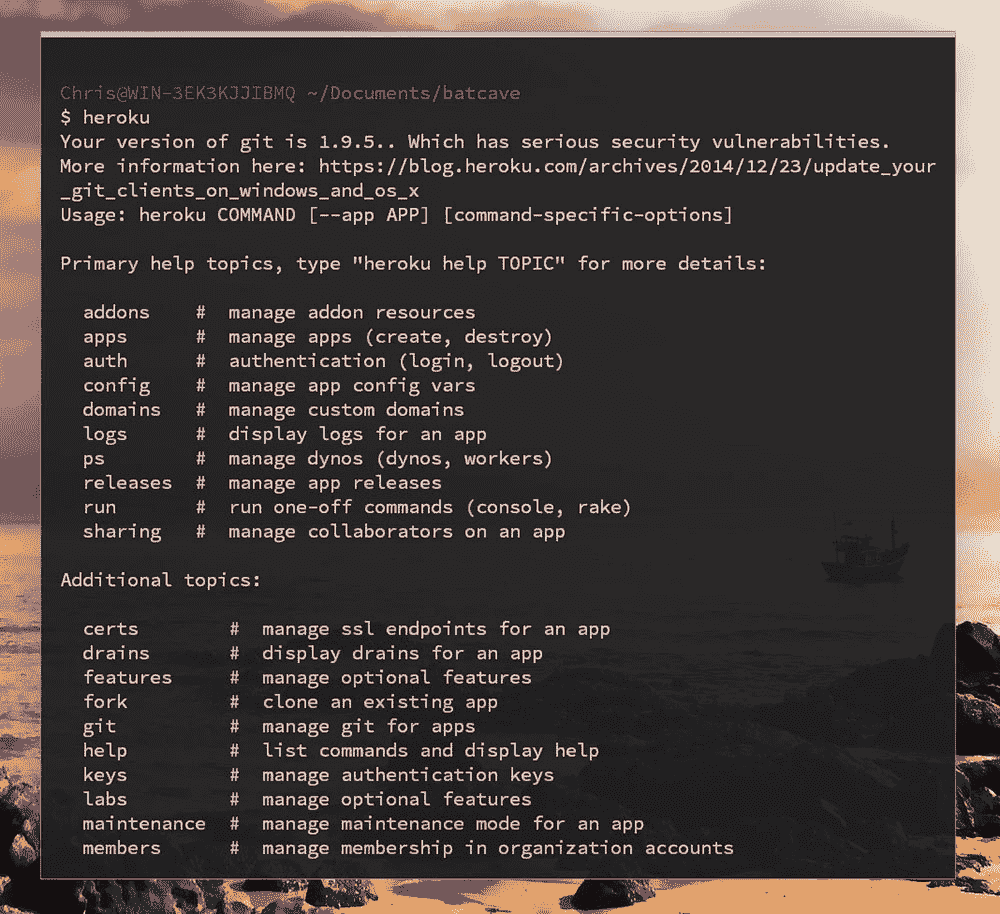 Chris@WIN-3EK3KJJIBMQ ~/Documents/batcave
$ heroku
Your version of git is 1.9.5.. Which has serious security vulnerabilities.
More information here: https://blog.heroku.com/archives/2014/12/23/update_your
_git_clients_on_windows_and_os_x
Usage: heroku COMMAND [--app APP] [command-specific-options]
Primary help topics, type "heroku help TOPIC" for more details:
addons # manage addon resources
apps # manage apps (create, destroy)
auth # authentication (login, logout)
config # manage app config vars
domains # manage custom domains
logs # display logs for an app
ps # manage dynos (dynos, workers)
releases # manage app releases
run # run one-off commands (console, rake)
sharing # manage collaborators on an app
Additional topics:
certs # manage ssl endpoints for an app
drains # display drains for an app
features # manage optional features
fork # clone an existing app
git # manage git for apps
help # list commands and display help
keys # manage authentication keys
labs # manage optional features
maintenance # manage maintenance mode for an app
members # manage membership in organization accounts